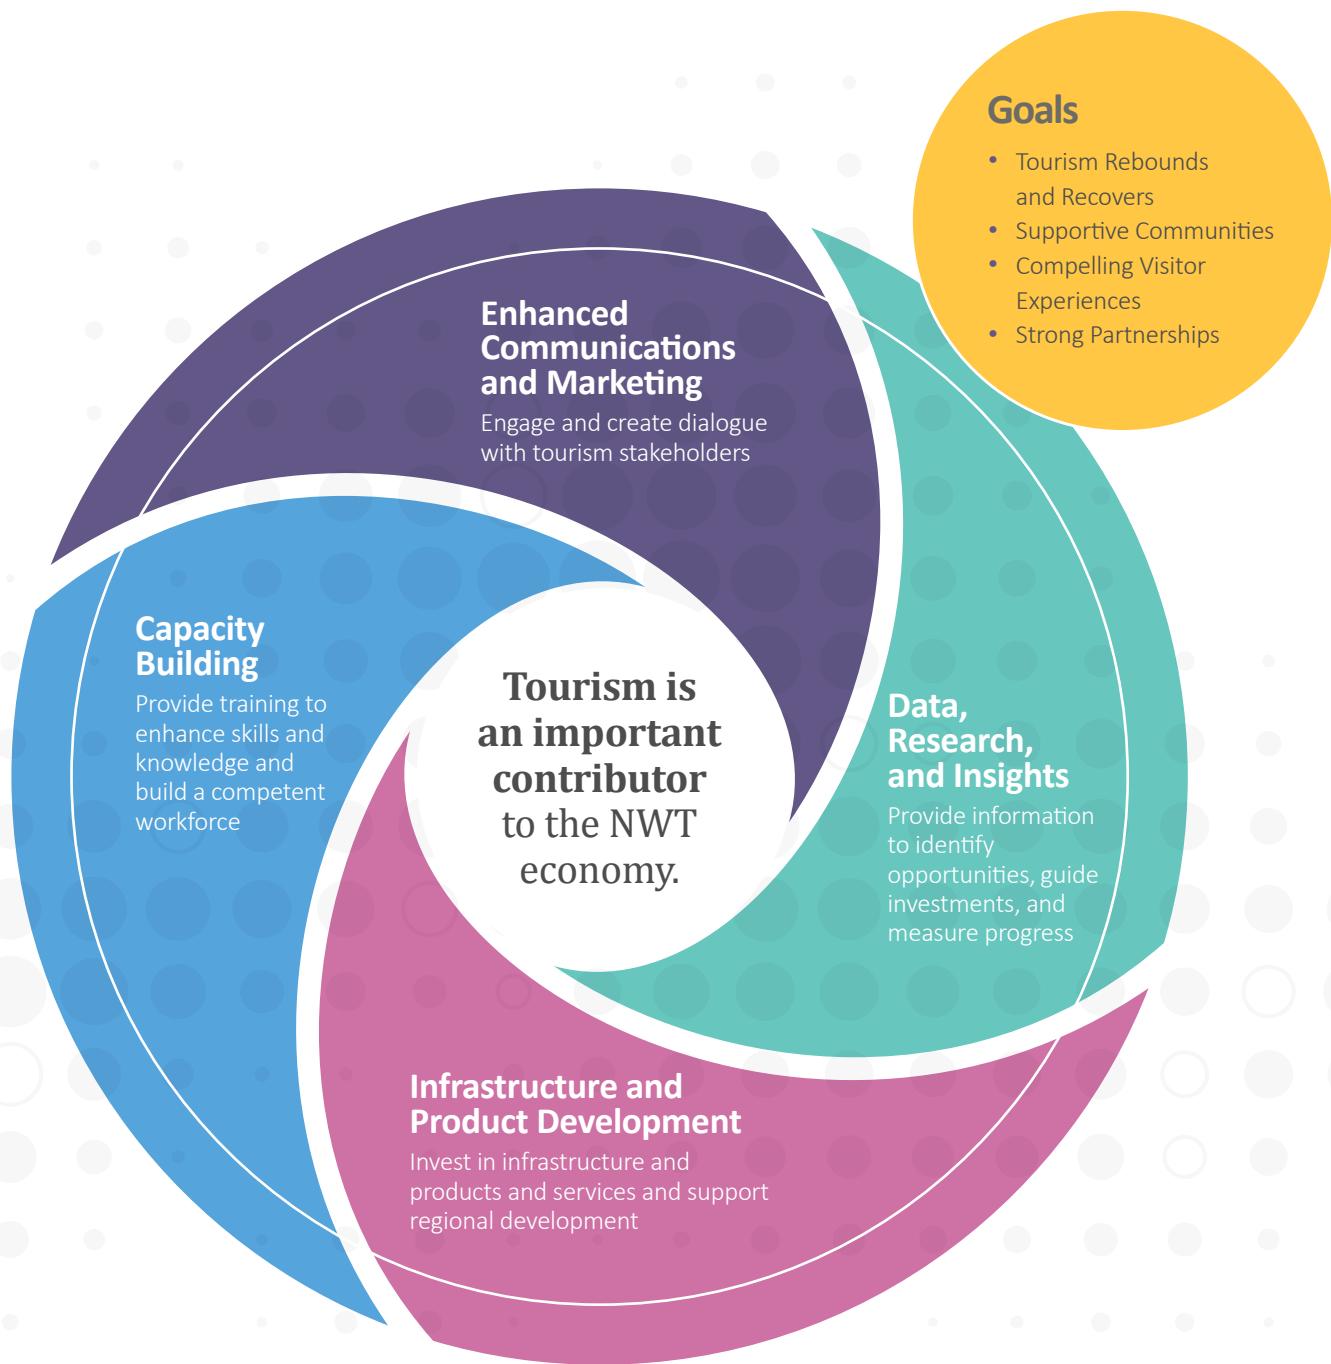 Goals
• Tourism Rebounds
and Recovers
• Supportive Communities
• Compelling Visitor
Experiences
• Strong Partnerships
Enhanced
Communications
and Marketing
Engage and create dialogue
with tourism stakeholders
Capacity
Building
Provide training to
enhance skills and
knowledge and
build a competent
workforce
Tourism is
an important
contributor
to the NWT
economy.
Data,
Research,
and Insights
Provide information
to identify
opportunities, guide
investments, and
measure progress
Infrastructure and
Product Development
Invest in infrastructure and
products and services and support
regional development